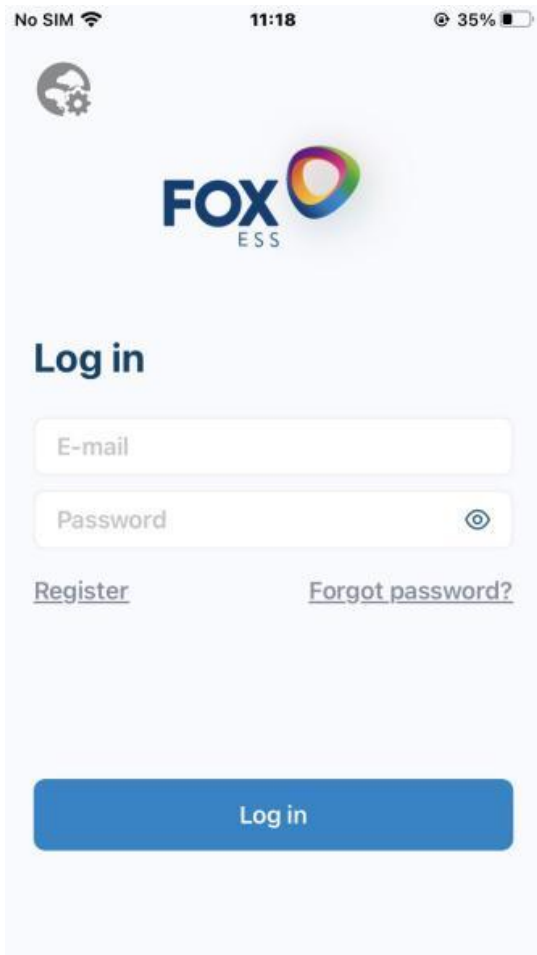 No SIM 11:18 35%
FOX
ESS
Log in
E-mail
Password
Register Forgot password?
Log in